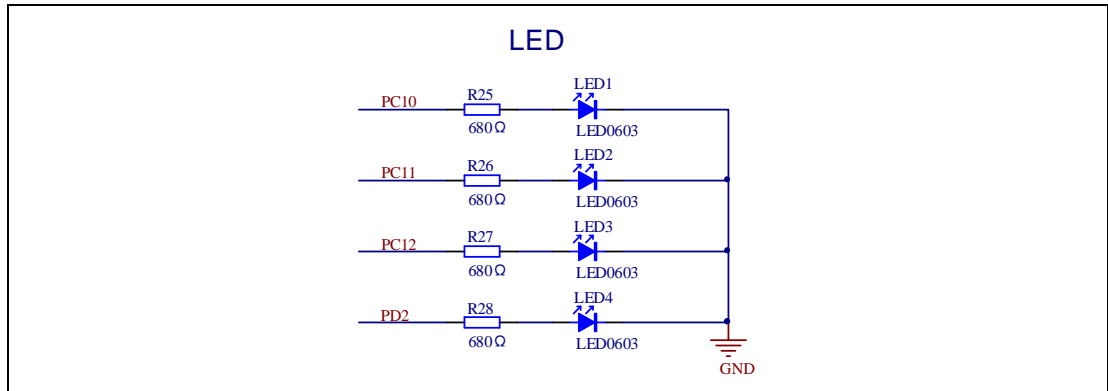 LED
LED1
PC10
R25
680Ω
LED0603
LED2
PC11
R26
680Ω
LED0603
LED3
PC12
R27
680Ω
LED0603
LED4
PD2
R28
680Ω
LED0603
GND